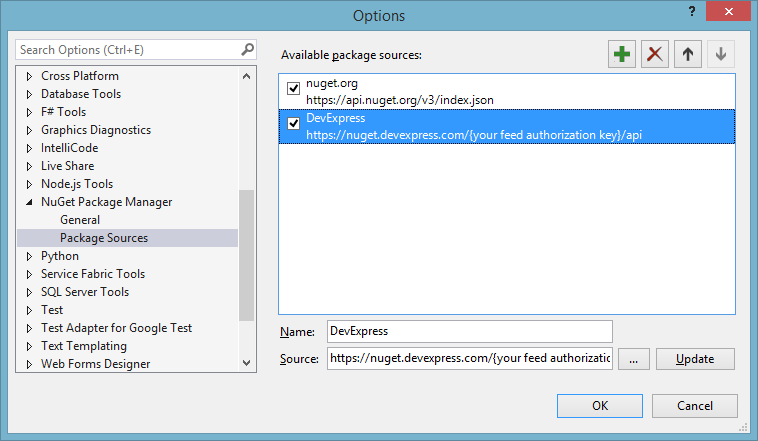 Options
?
Search Options (Ctrl+E)
Cross Platform
Database Tools
F# Tools
Graphics Diagnostics
IntelliCode
Live Share
Node.js Tools
NuGet Package Manager
General
Package Sources
Python
Service Fabric Tools
SQL Server Tools
Test
Test Adapter for Google Test
Text Templating
Web Forms Designer
Available package sources:
nuget.org
https://api.nuget.org/v3/index.json
DevExpress
https://nuget.devexpress.com/{your feed authorization key}/api
Name: DevExpress
Source: https://nuget.devexpress.com/{your feed authorizatic ... Update
OK Cancel